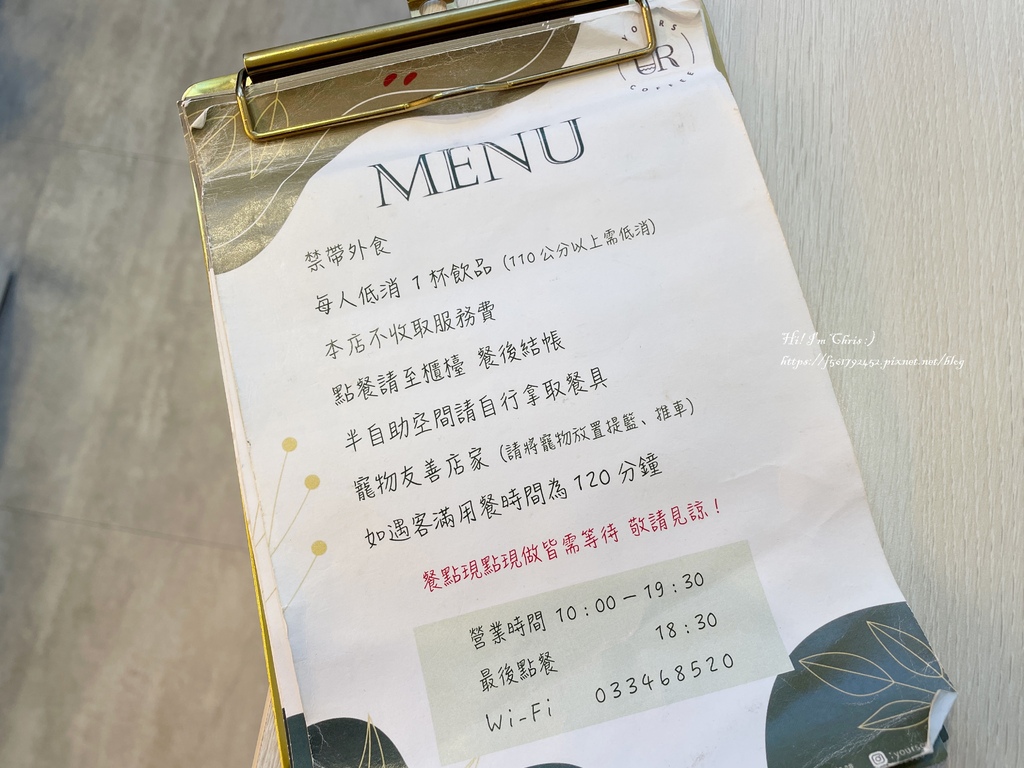 YOURS
UR
COFFEE
MENU
禁帶外食
每人低消 1 杯飲品 (110公分以上需低消)
本店不收取服務費
點餐請至櫃檯 餐後結帳
半自助空間請自行拿取餐具
寵物友善店家 (請將寵物放置提籃、推車)
如遇客滿用餐時間為 120 分鐘
餐點現點現做皆需等待 敬請見諒！
營業時間 10:00 – 19:30
最後點餐 18:30
Wi-Fi 033468520
Hi! I'm Chris :)
https://f501792452.pixnet.net/blog